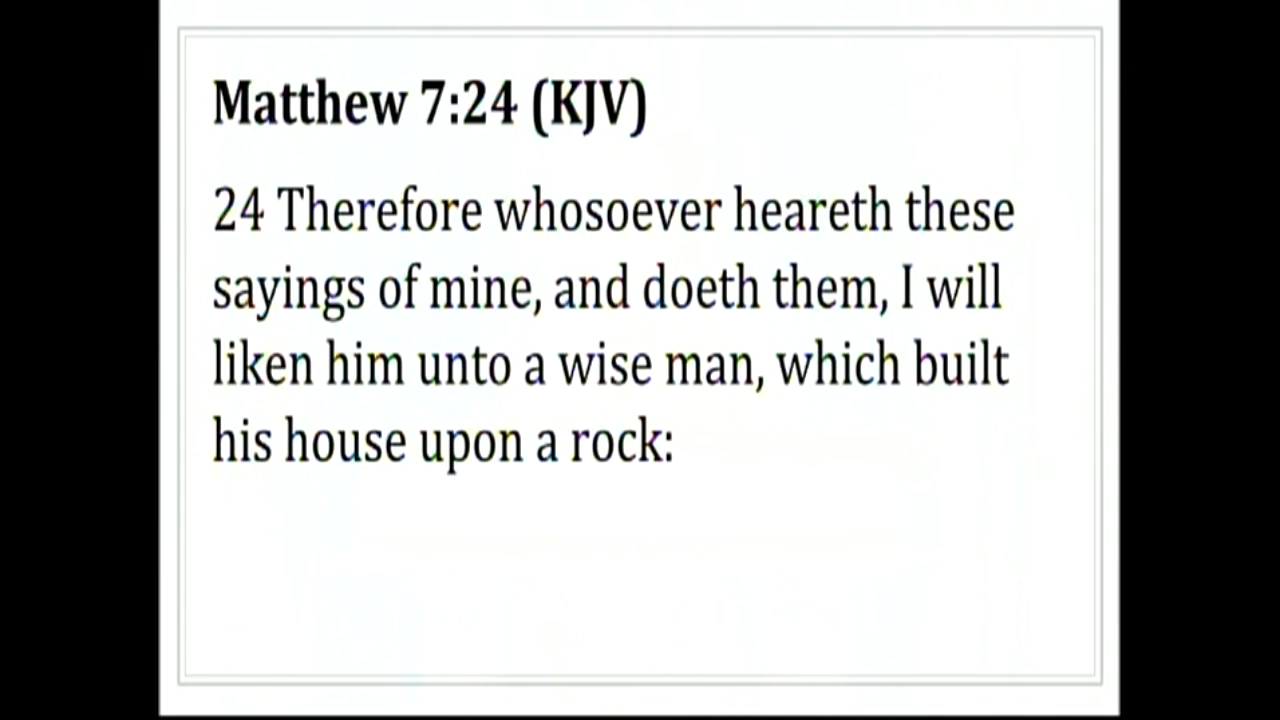 Matthew 7:24 (KJV)
24 Therefore whosoever heareth these
sayings of mine, and doeth them, I will
liken him unto a wise man, which built
his house upon a rock: